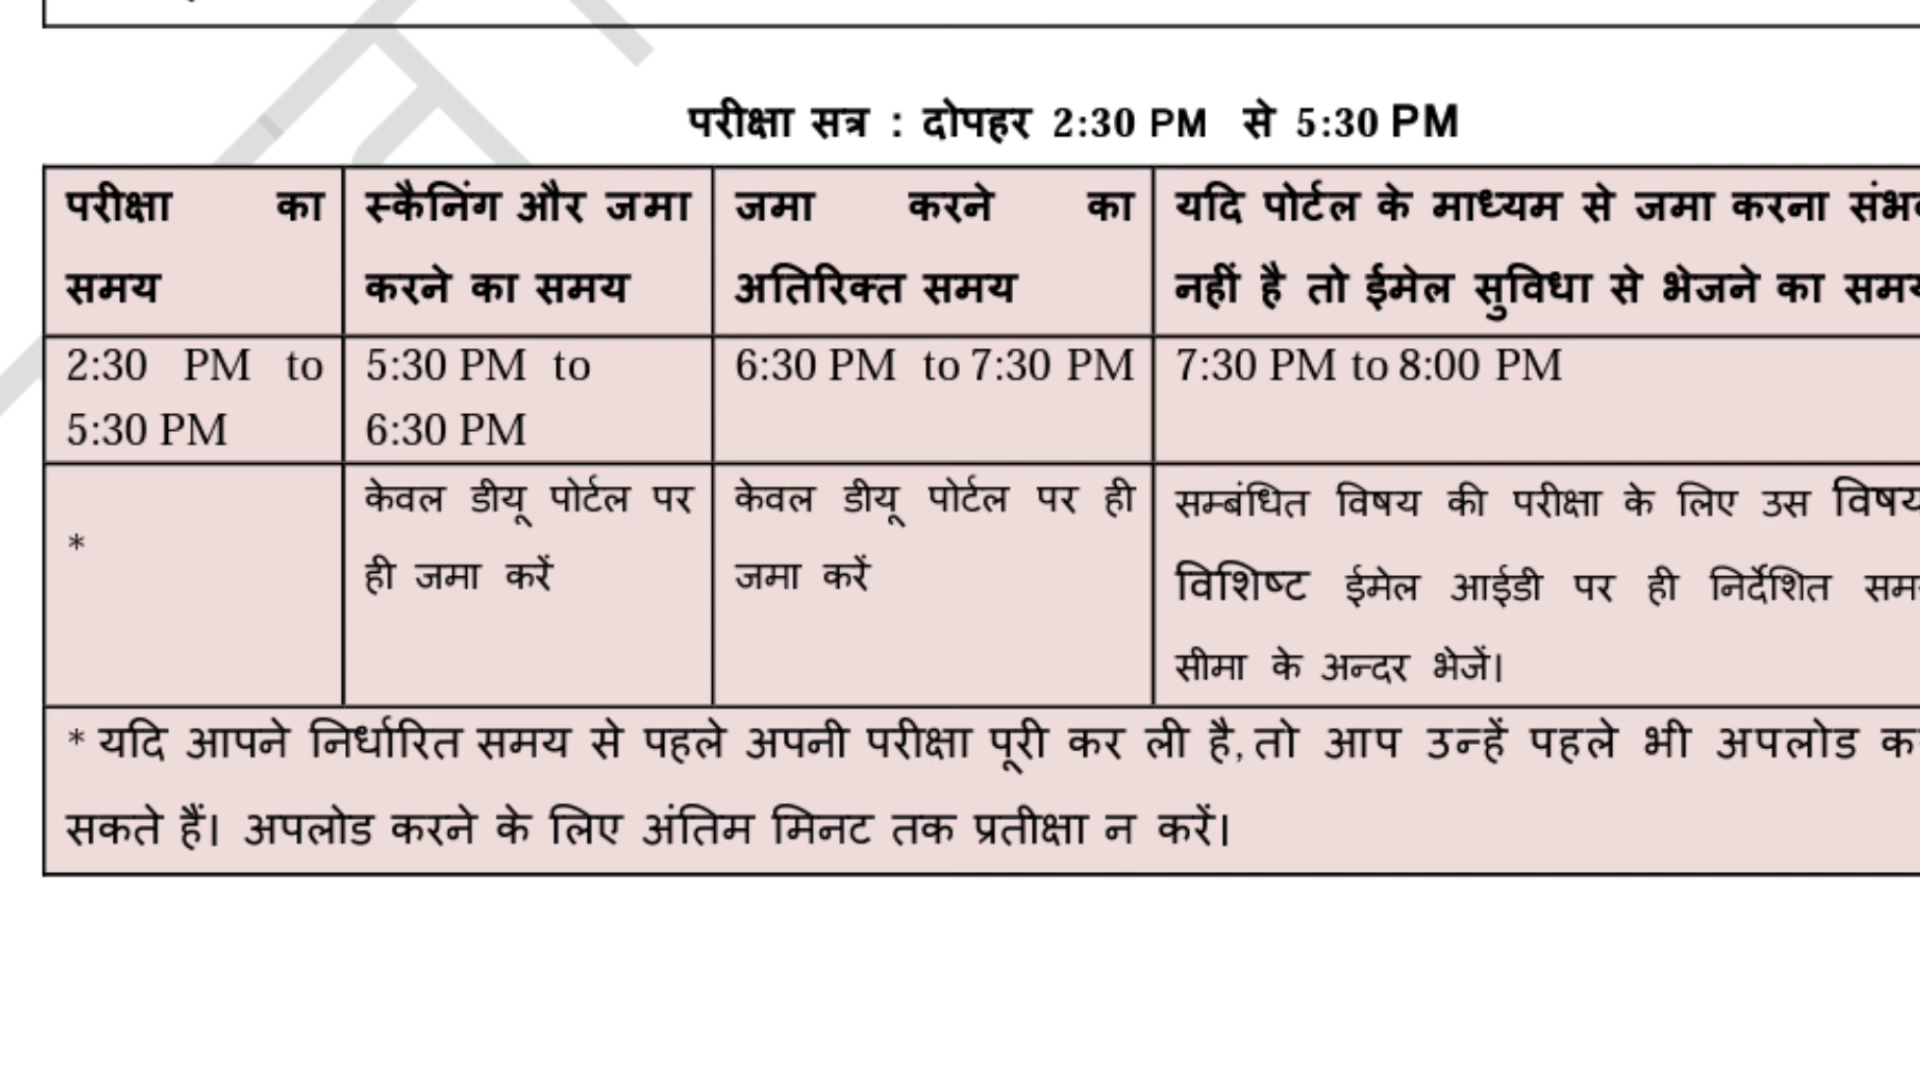 परीक्षा सत्र : दोपहर 2:30 PM से 5:30 PM
परीक्षा का
समय
स्कैनिंग और जमा
करने का समय
जमा करने का
अतिरिक्त समय
यदि पोर्टल के माध्यम से जमा करना
नहीं है तो ईमेल सुविधा से भेजने का
2:30 PM to
5:30 PM
5:30 PM to
6:30 PM
6:30 PM to 7:30 PM
7:30 PM to 8:00 PM
*
केवल डीयू पोर्टल पर
ही जमा करें
केवल डीयू पोर्टल पर ही
जमा करें
सम्बंधित विषय की परीक्षा के लिए उस विषय
विशिष्ट ईमेल आईडी पर ही निर्देशित
सीमा के अन्दर भेजें।
* यदि आपने निर्धारित समय से पहले अपनी परीक्षा पूरी कर ली है, तो आप उन्हें पहले भी अपलोड
सकते हैं। अपलोड करने के लिए अंतिम मिनट तक प्रतीक्षा न करें।